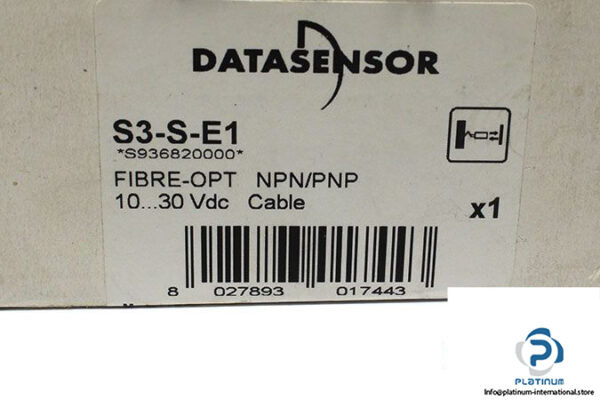 DATASENSOR
S3-S-E1
*S936820000*
FIBRE-OPT NPN/PNP
10...30 Vdc Cable
x1
8 027893 017443
PLATINUM
Info@platinum-international.store